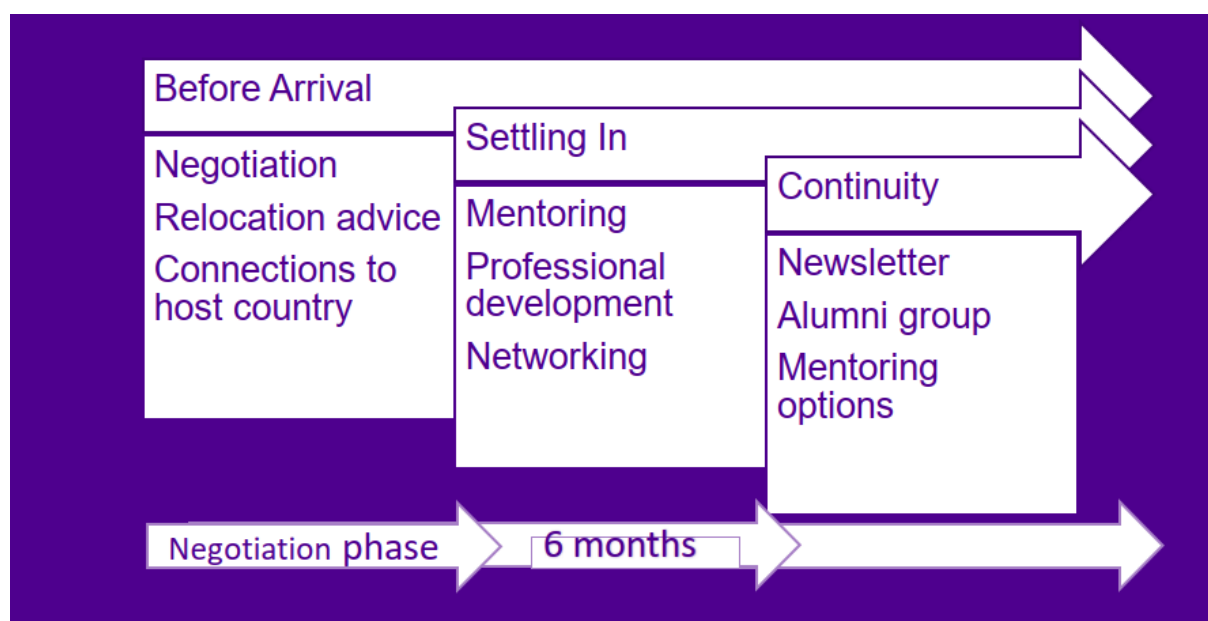 Before Arrival
Negotiation
Relocation advice
Connections to
host country
Settling In
Mentoring
Professional
development
Networking
Continuity
Newsletter
Alumni group
Mentoring
options
Negotiation phase
6 months